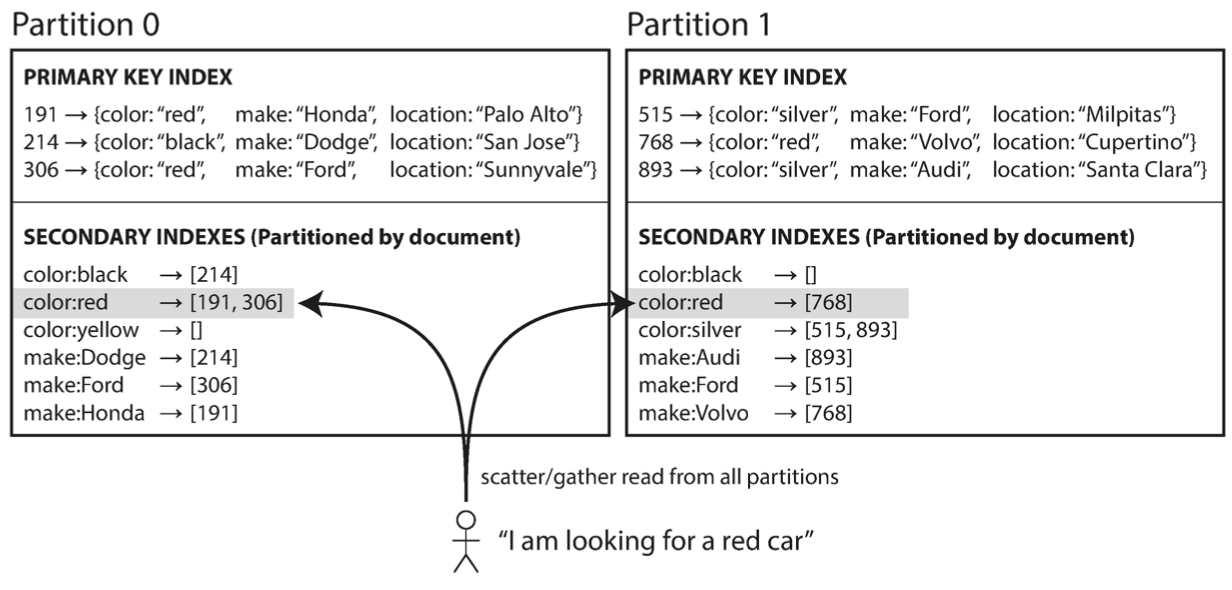 Partition 0
PRIMARY KEY INDEX
191 → {color: “red”, make: “Honda”, location: “Palo Alto”}
214 → {color: “black”, make: “Dodge”, location: “San Jose”}
306 → {color: “red”, make: “Ford”, location: “Sunnyvale”}
SECONDARY INDEXES (Partitioned by document)
color:black → [214]
color:red → [191, 306]
color:yellow → []
make:Dodge → [214]
make:Ford → [306]
make:Honda → [191]
Partition 1
PRIMARY KEY INDEX
515 → {color: “silver”, make: “Ford”, location: “Milpitas”}
768 → {color: “red”, make: “Volvo”, location: “Cupertino”}
893 → {color: “silver”, make: “Audi”, location: “Santa Clara”}
SECONDARY INDEXES (Partitioned by document)
color:black → []
color:red → [768]
color:silver → [515, 893]
make:Audi → [893]
make:Ford → [515]
make:Volvo → [768]
scatter/gather read from all partitions
“I am looking for a red car”